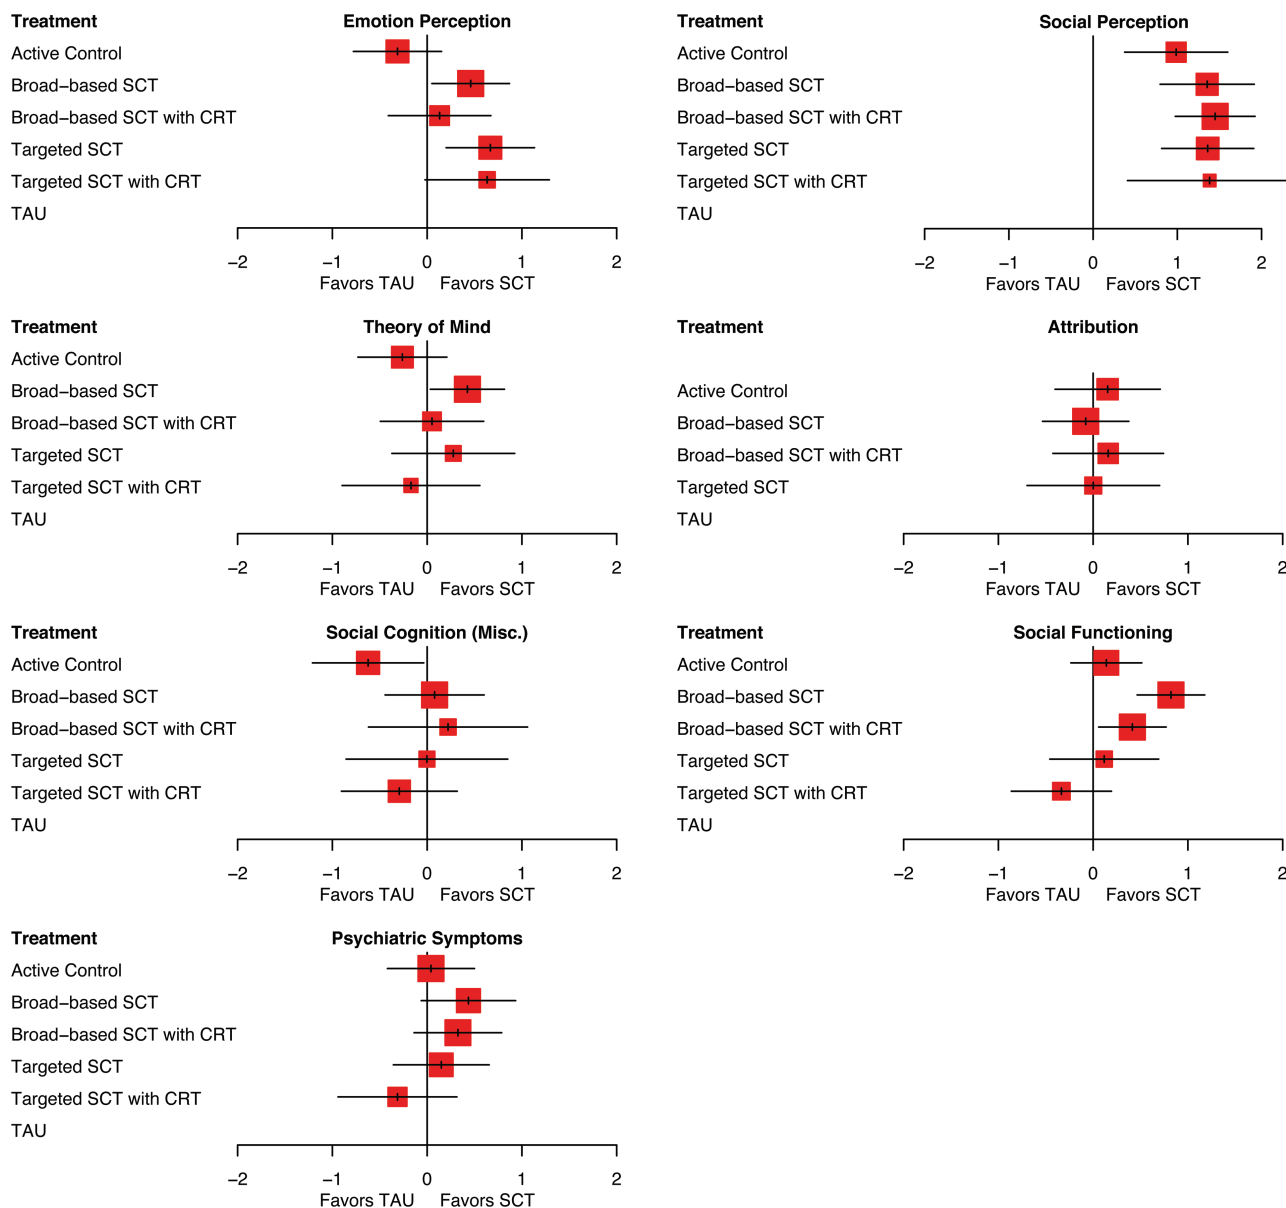 Treatment Emotion Perception
Active Control
Broad−based SCT
Broad−based SCT with CRT
Targeted SCT
Targeted SCT with CRT
TAU
−2 −1 0 1 2
Favors TAU Favors SCT
Treatment Social Perception
Active Control
Broad−based SCT
Broad−based SCT with CRT
Targeted SCT
Targeted SCT with CRT
TAU
−2 −1 0 1 2
Favors TAU Favors SCT
Treatment Theory of Mind
Active Control
Broad−based SCT
Broad−based SCT with CRT
Targeted SCT
Targeted SCT with CRT
TAU
−2 −1 0 1 2
Favors TAU Favors SCT
Treatment Attribution
Active Control
Broad−based SCT
Broad−based SCT with CRT
Targeted SCT
TAU
−2 −1 0 1 2
Favors TAU Favors SCT
Treatment Social Cognition (Misc.)
Active Control
Broad−based SCT
Broad−based SCT with CRT
Targeted SCT
Targeted SCT with CRT
TAU
−2 −1 0 1 2
Favors TAU Favors SCT
Treatment Social Functioning
Active Control
Broad−based SCT
Broad−based SCT with CRT
Targeted SCT
Targeted SCT with CRT
TAU
−2 −1 0 1 2
Favors TAU Favors SCT
Treatment Psychiatric Symptoms
Active Control
Broad−based SCT
Broad−based SCT with CRT
Targeted SCT
Targeted SCT with CRT
TAU
−2 −1 0 1 2
Favors TAU Favors SCT